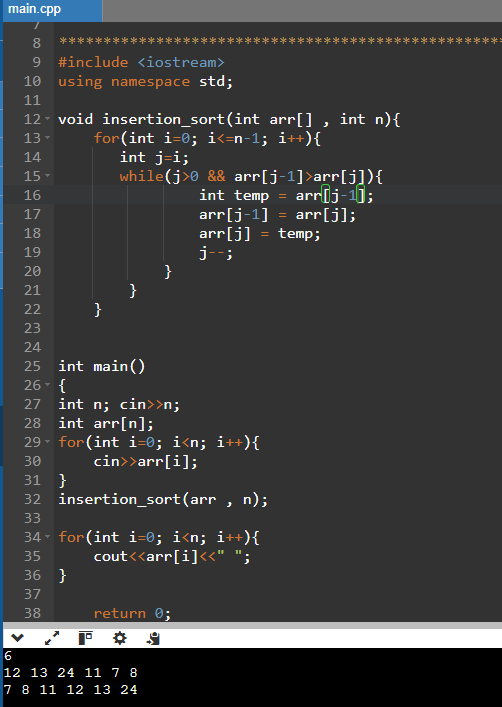 main.cpp
7
8 ****************************************************
9 #include <iostream>
10 using namespace std;
11
12 void insertion_sort(int arr[] , int n){
13     for(int i=0; i<=n-1; i++){
14        int j=i;
15        while(j>0 && arr[j-1]>arr[j]){
16                 int temp = arr[j-1];
17                 arr[j-1] = arr[j];
18                 arr[j] = temp;
19                 j--;
20             }
21         }
22     }
23
24
25 int main()
26 {
27 int n; cin>>n;
28 int arr[n];
29 for(int i=0; i<n; i++){
30     cin>>arr[i];
31 }
32 insertion_sort(arr , n);
33
34 for(int i=0; i<n; i++){
35     cout<<arr[i]<<" ";
36 }
37
38     return 0;
6
12 13 24 11 7 8
7 8 11 12 13 24